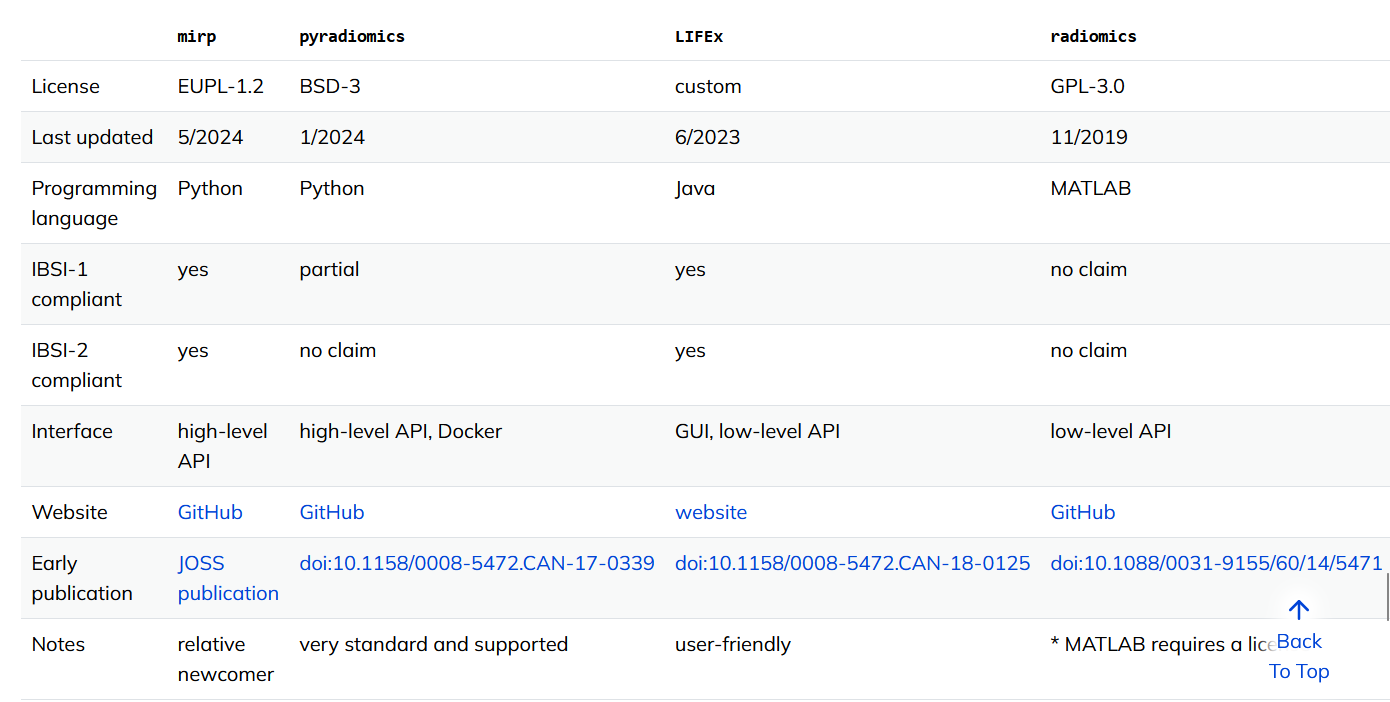 mirp pyradiomics LIFEx radiomics
License EUPL-1.2 BSD-3 custom GPL-3.0
Last updated 5/2024 1/2024 6/2023 11/2019
Programming Python Python Java MATLAB
language
IBSI-1 yes partial yes no claim
compliant
IBSI-2 yes no claim yes no claim
compliant
Interface high-level high-level API, Docker GUI, low-level API low-level API
API
Website GitHub GitHub website GitHub
Early JOSS doi:10.1158/0008-5472.CAN-17-0339 doi:10.1158/0008-5472.CAN-18-0125 doi:10.1088/0031-9155/60/14/5471
publication publication
Notes relative very standard and supported user-friendly * MATLAB requires a
newcomer
Back
To Top